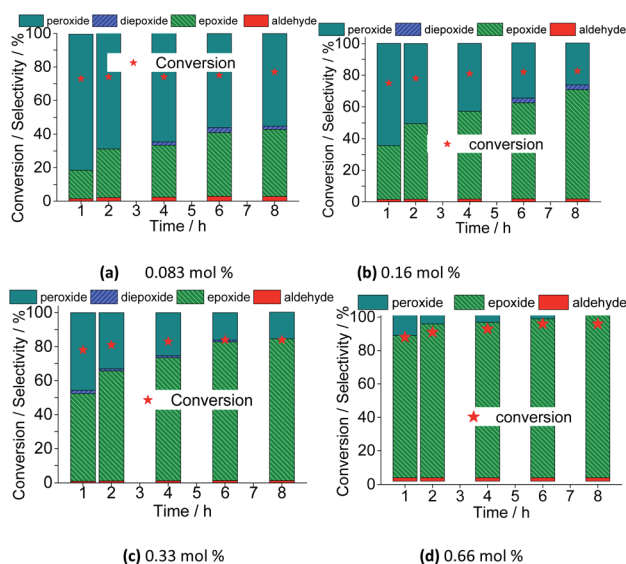 peroxide diepoxide epoxide aldehyde
Conversion / Selectivity / %
100
80
60
40
20
0
Conversion
1 2 3 4 5 6 7 8
Time / h
(a) 0.083 mol %
peroxide diepoxide epoxide aldehyde
Conversion / Selectivity / %
100
80
60
40
20
0
conversion
1 2 3 4 5 6 7 8
Time / h
(b) 0.16 mol %
peroxide diepoxide epoxide aldehyde
Conversion / Selectivity / %
100
80
60
40
20
0
Conversion
1 2 3 4 5 6 7 8
Time / h
(c) 0.33 mol %
peroxide epoxide aldehyde
Conversion / Selectivity / %
100
80
60
40
20
0
conversion
1 2 3 4 5 6 7 8
Time / h
(d) 0.66 mol %